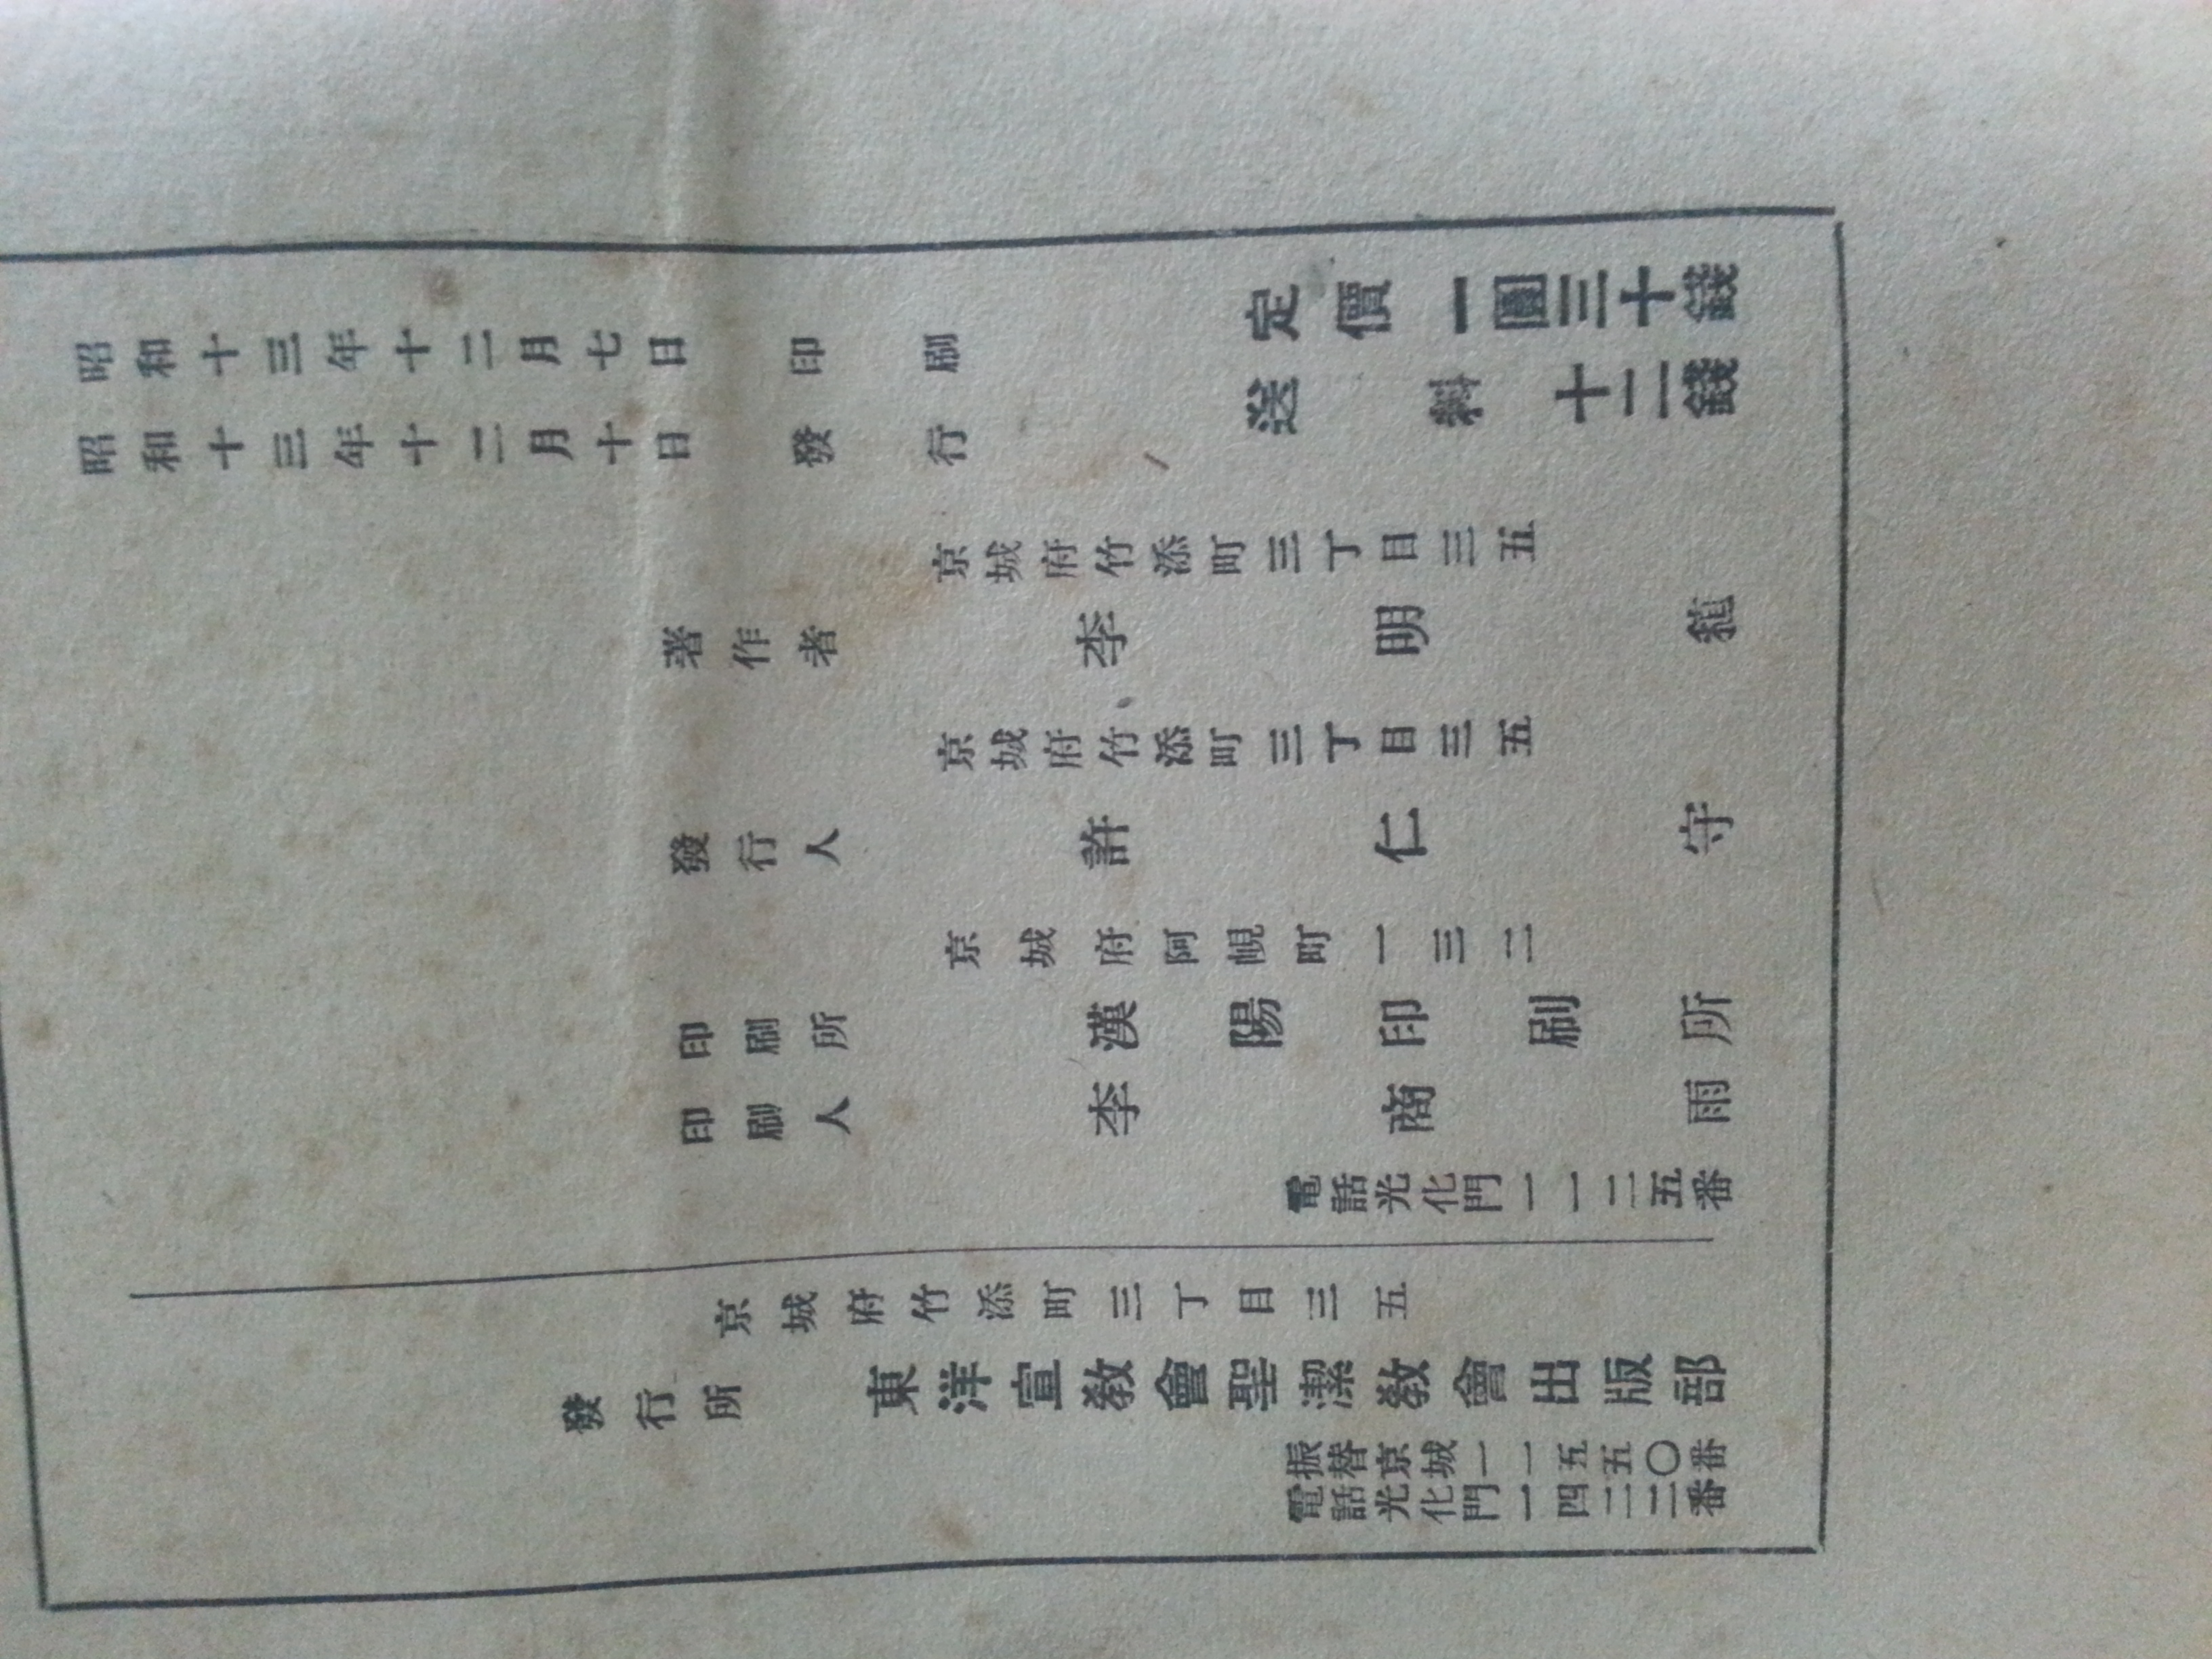 昭和十三年十二月七日 印刷
昭和十三年十二月十日 發行
定價 一圓三十錢
送料 十二錢
京城府竹添町三丁目三五
著作者 李明稙
京城府竹添町三丁目三五
發行人 許仁守
京城府阿峴町一三二
印刷所 漢陽印刷所
印刷人 李商雨
電話光化門一一二五番
京城府竹添町三丁目三五
發行所 東洋宣敎會聖潔敎會出版部
振替京城一一五五〇番
電話光化門一四二二番